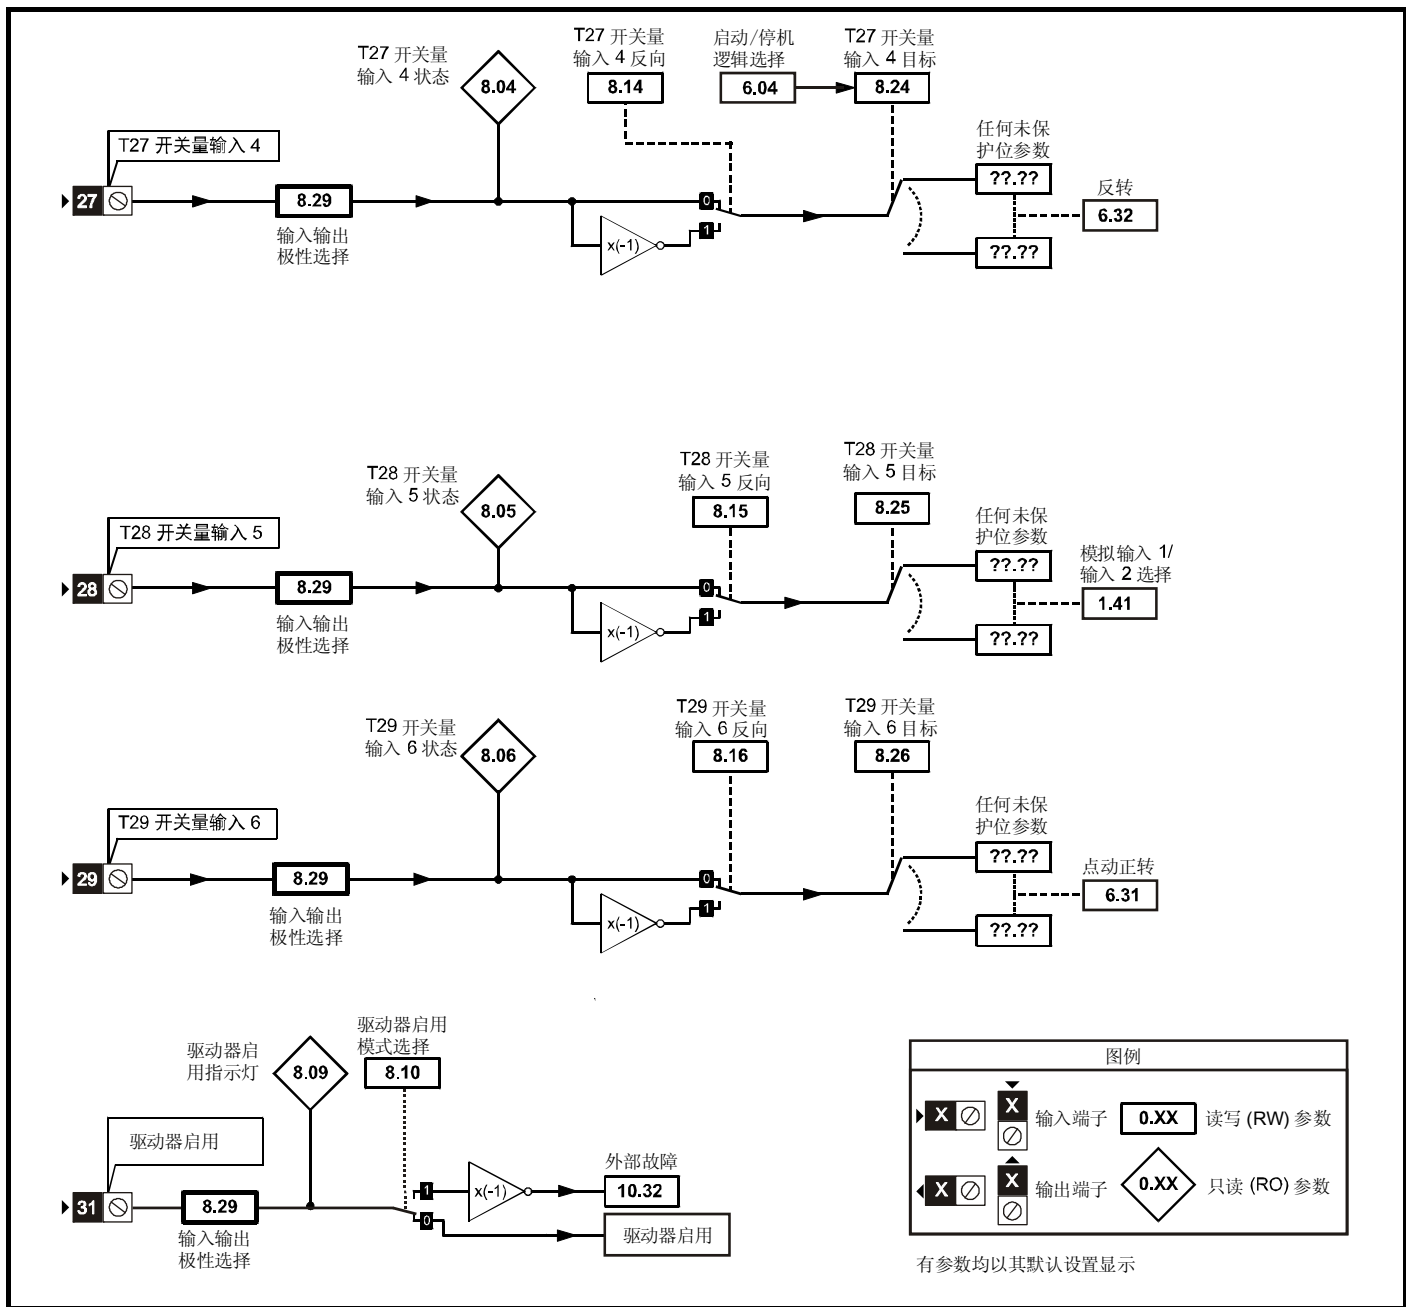 T27 开关量
输入 4 状态
8.04
T27 开关量
输入 4 反向
8.14
启动/停机
逻辑选择
6.04
T27 开关量
输入 4 目标
8.24
T27 开关量输入 4
27
8.29
输入输出
极性选择
x(-1)
0
1
任何未保
护位参数
??.??
??.??
反转
6.32
T28 开关量
输入 5 状态
8.05
T28 开关量
输入 5 反向
8.15
T28 开关量
输入 5 目标
8.25
T28 开关量输入 5
28
8.29
输入输出
极性选择
x(-1)
0
1
任何未保
护位参数
??.??
??.??
模拟输入 1/
输入 2 选择
1.41
T29 开关量
输入 6 状态
8.06
T29 开关量
输入 6 反向
8.16
T29 开关量
输入 6 目标
8.26
T29 开关量输入 6
29
8.29
输入输出
极性选择
x(-1)
0
1
任何未保
护位参数
??.??
??.??
点动正转
6.31
驱动器启
用指示灯
8.09
驱动器启用
模式选择
8.10
驱动器启用
31
8.29
输入输出
极性选择
1
0
x(-1)
外部故障
10.32
驱动器启用
图例
X
X
输入端子
0.XX
读写 (RW) 参数
X
X
输出端子
0.XX
只读 (RO) 参数
有参数均以其默认设置显示